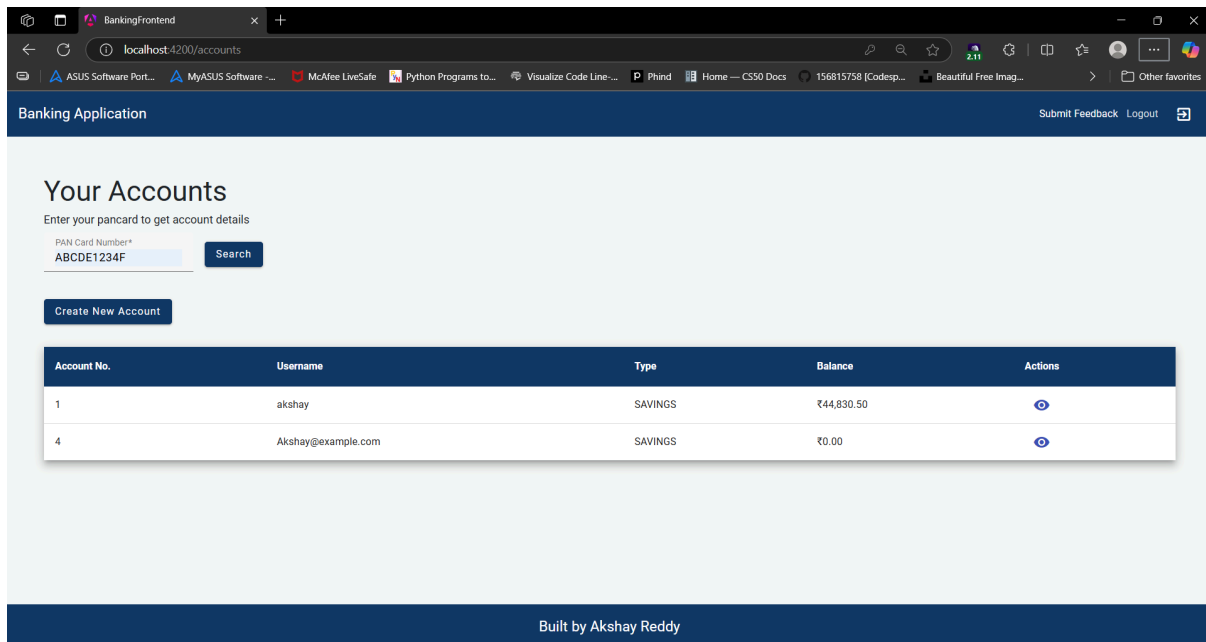 BankingFrontend
localhost:4200/accounts
2.11
ASUS Software Port... MyASUS Software -... McAfee LiveSafe Python Programs to... Visualize Code Line-... Phind Home — CS50 Docs 156815758 [Codesp... Beautiful Free Imag... Other favorites
Banking Application Submit Feedback Logout
Your Accounts
Enter your pancard to get account details
PAN Card Number*
ABCDE1234F Search
Create New Account
Account No. Username Type Balance Actions
1 akshay SAVINGS ₹44,830.50
4 Akshay@example.com SAVINGS ₹0.00
Built by Akshay Reddy